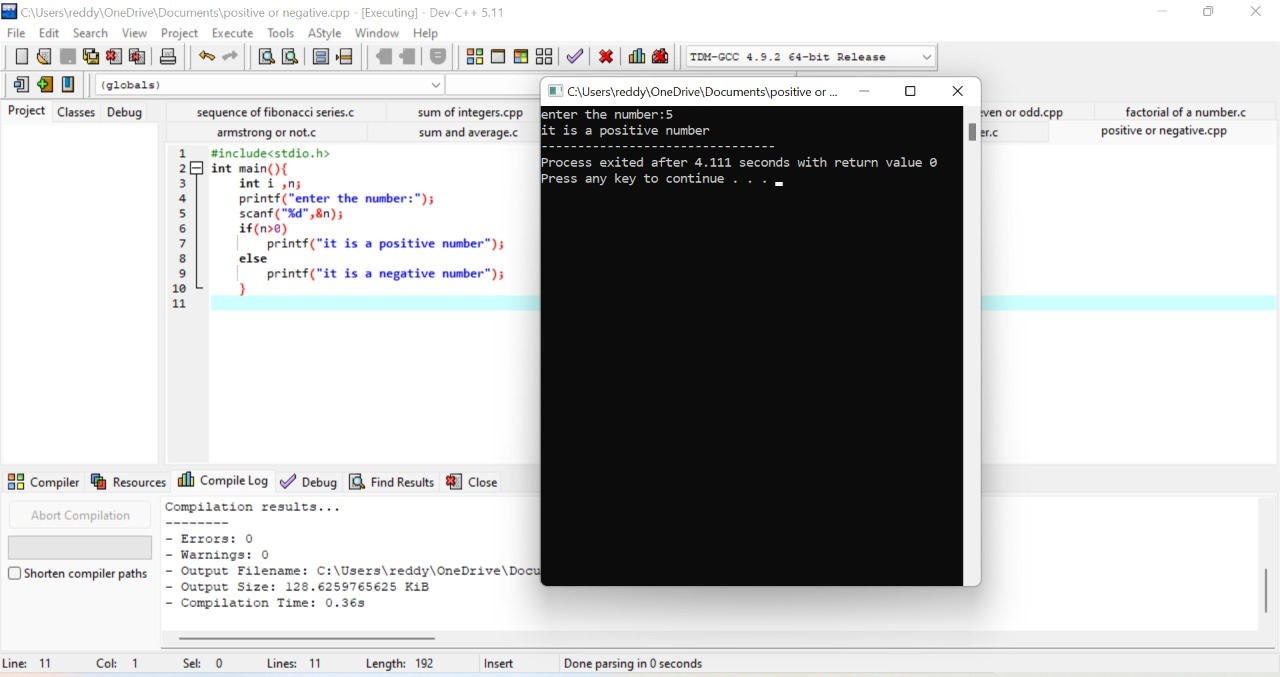 C:\Users\reddy\OneDrive\Documents\positive or negative.cpp - [Executing] - Dev-C++ 5.11
File Edit Search View Project Execute Tools AStyle Window Help
TDM-GCC 4.9.2 64-bit Release
(globals)
Project Classes Debug
sequence of fibonacci series.c sum of integers.cpp even or odd.cpp factorial of a number.c
armstrong or not.c sum and average.c er.c positive or negative.cpp
1 #include<stdio.h>
2 int main(){
3 int i ,n;
4 printf("enter the number:");
5 scanf("%d",&n);
6 if(n>0)
7 printf("it is a positive number");
8 else
9 printf("it is a negative number");
10 }
11
C:\Users\reddy\OneDrive\Documents\positive or ...
enter the number:5
it is a positive number
--------------------------------
Process exited after 4.111 seconds with return value 0
Press any key to continue . . .
Compiler Resources Compile Log Debug Find Results Close
Abort Compilation
Shorten compiler paths
Compilation results...
--------
- Errors: 0
- Warnings: 0
- Output Filename: C:\Users\reddy\OneDrive\Docu
- Output Size: 128.6259765625 KiB
- Compilation Time: 0.36s
Line: 11 Col: 1 Sel: 0 Lines: 11 Length: 192 Insert Done parsing in 0 seconds